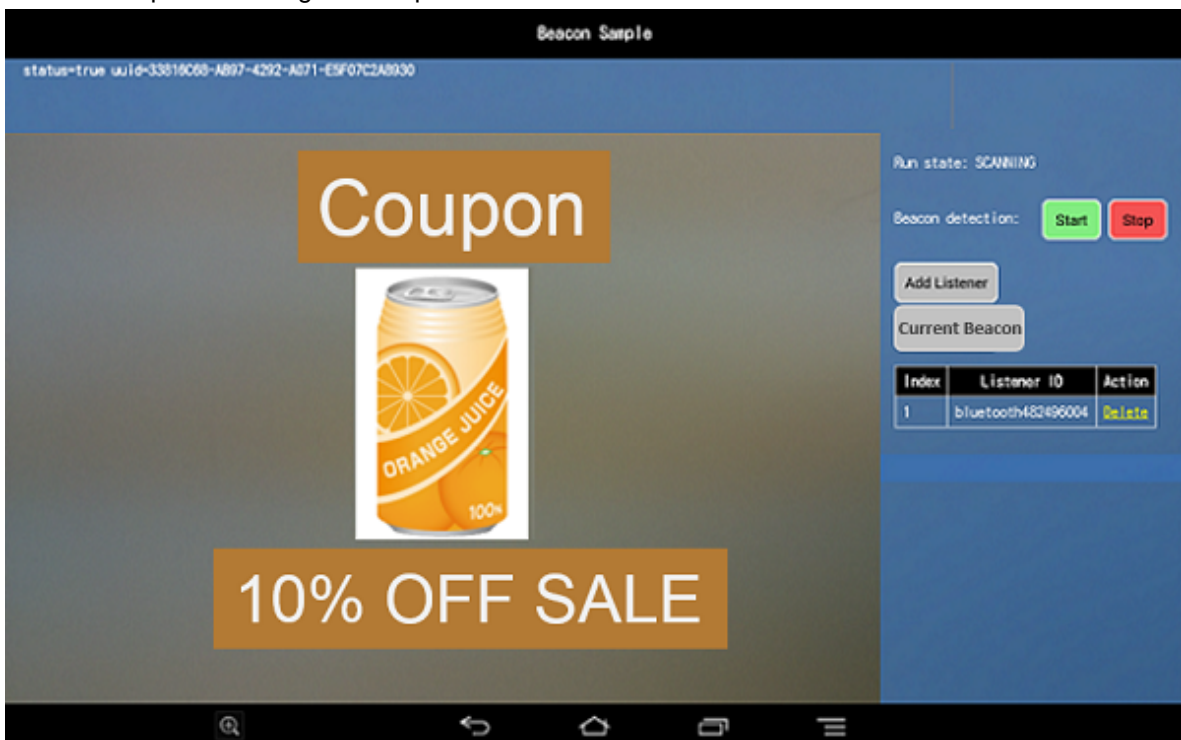 Beacon Sample
status=true uuid=33816C68-A897-4292-A071-E5F07C2A8930
Coupon
ORANGE JUICE
100%
10% OFF SALE
Run state: SCANNING
Beacon detection: Start Stop
Add Listener
Current Beacon
Index Listener ID Action
1 bluetooth482496004 Delete